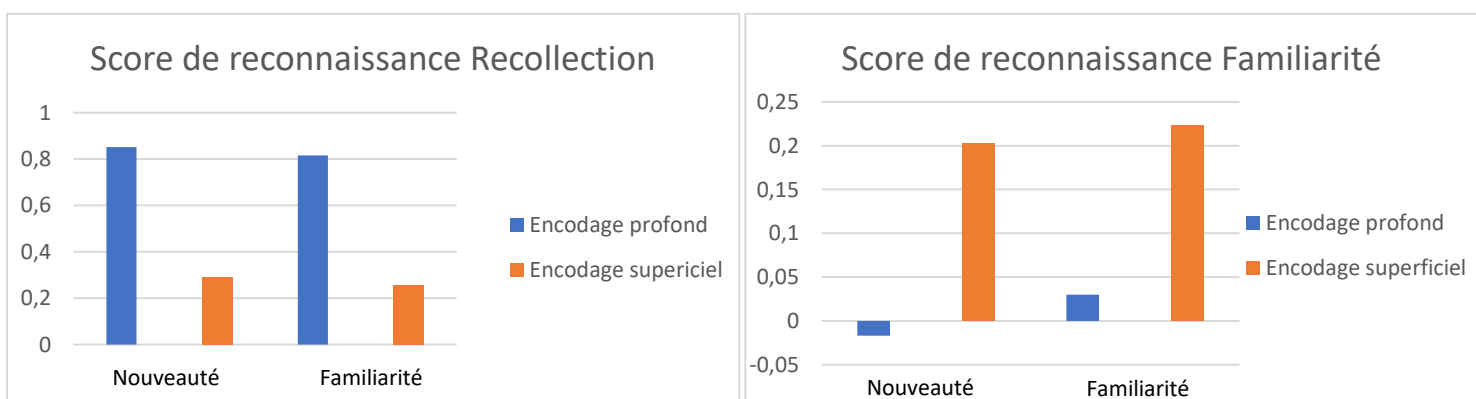 Score de reconnaissance Recollection
1
0,8
0,6
0,4
0,2
0
Nouveauté Familiarité
Encodage profond
Encodage supericiel
Score de reconnaissance Familiarité
0,25
0,2
0,15
0,1
0,05
0
-0,05
Nouveauté Familiarité
Encodage profond
Encodage superficiel